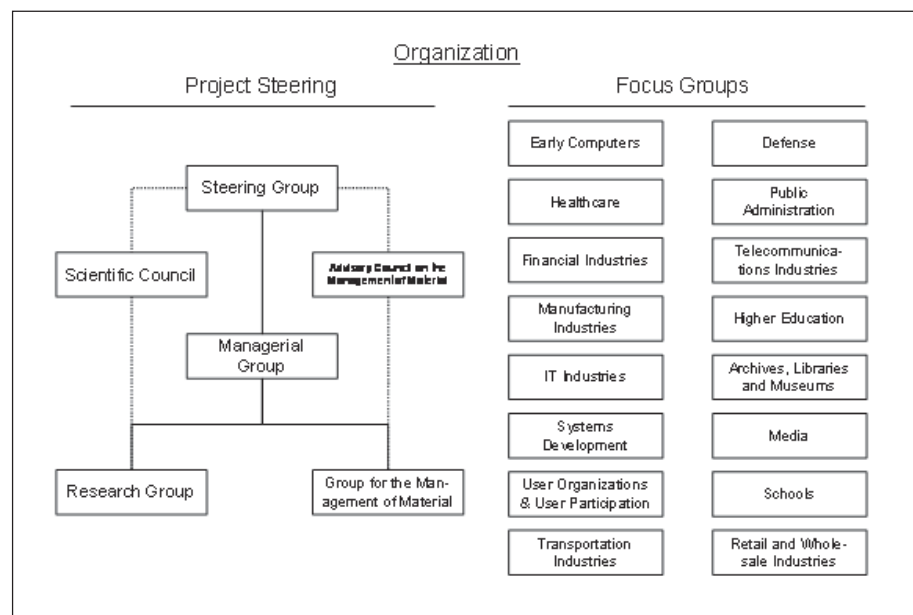 Organization
Project Steering
Steering Group
Scientific Council
Advisory Council on the
Management of Material
Managerial
Group
Research Group
Group for the Man-
agement of Material
Focus Groups
Early Computers
Defense
Healthcare
Public
Administration
Financial Industries
Telecommunica-
tions Industries
Manufacturing
Industries
Higher Education
IT Industries
Archives, Libraries
and Museums
Systems
Development
Media
User Organizations
& User Participation
Schools
Transportation
Industries
Retail and Whole-
sale Industries